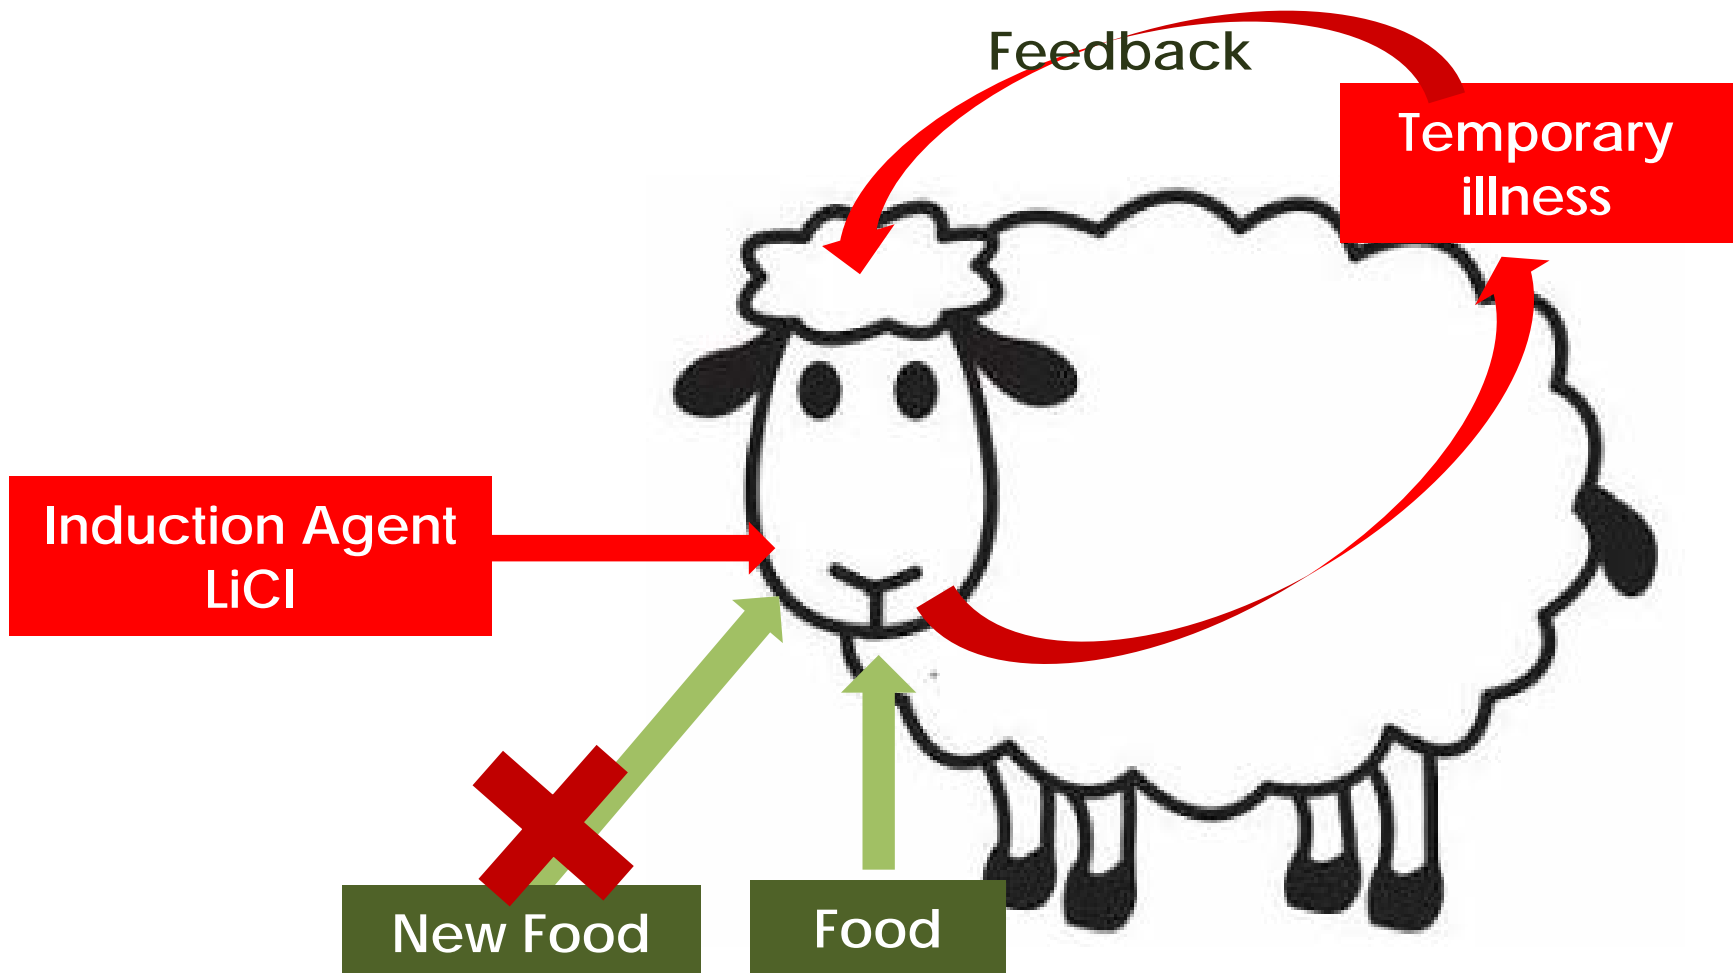 Feedback
Temporary
illness
Induction Agent
LiCl
New Food
Food